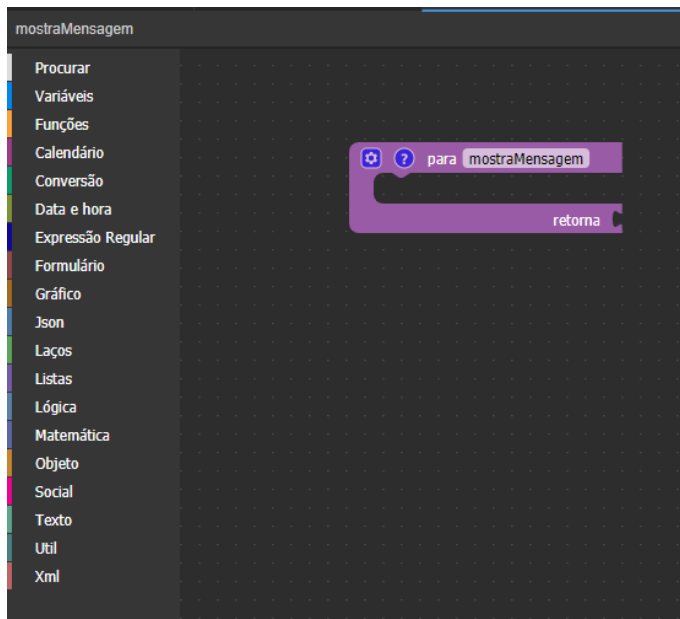 mostraMensagem
Procurar
Variáveis
Funções
Calendário
Conversão
Data e hora
Expressão Regular
Formulário
Gráfico
Json
Laços
Listas
Lógica
Matemática
Objeto
Social
Texto
Util
Xml
? para mostraMensagem
retorna